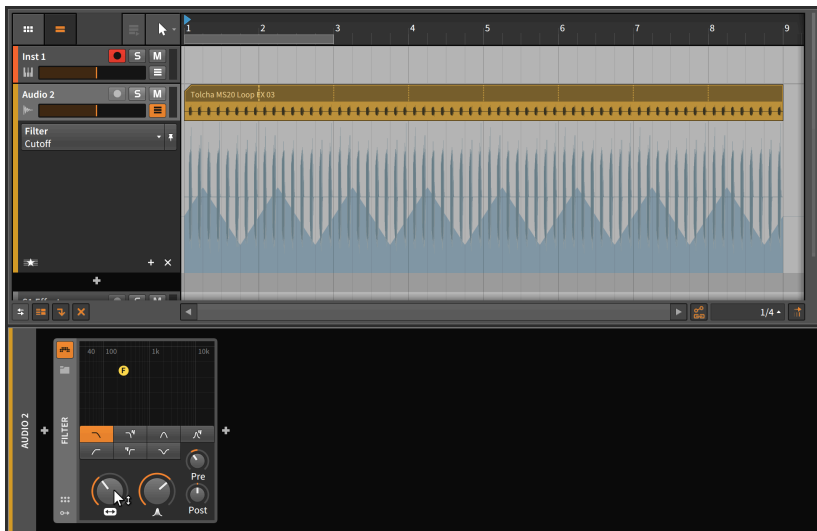 1 2 3 4 5 6 7 8 9
Inst 1 S M
Audio 2 S M
Tolcha MS20 Loop FX 03
Filter
Cutoff
S M
1/4
40 100 1k 10k
F
AUDIO 2
FILTER
Pre
Post